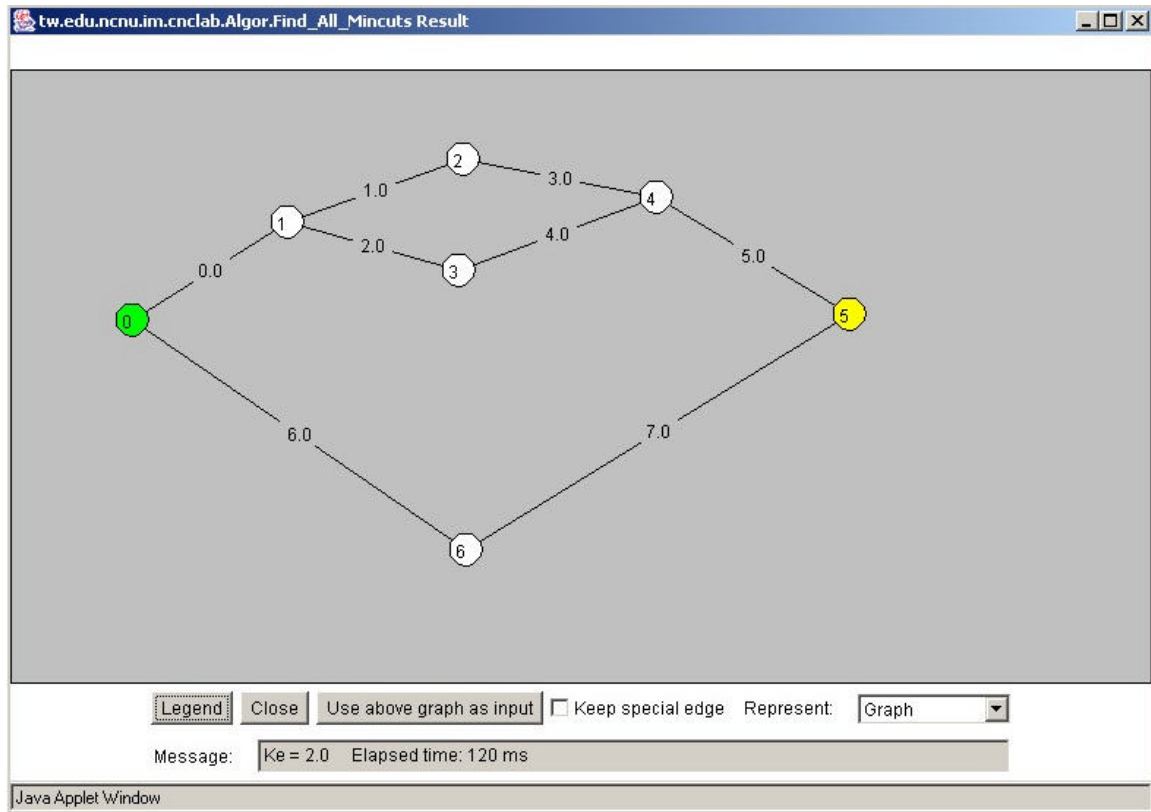 tw.edu.ncnu.im.cnclab.Algor.Find_All_Mincuts Result
2
1.0
3.0
4
1
2.0
4.0
3
5.0
0.0
0
5
6.0
7.0
6
Legend
Close
Use above graph as input
Keep special edge
Represent:
Graph
Message:
Ke = 2.0 Elapsed time: 120 ms
Java Applet Window